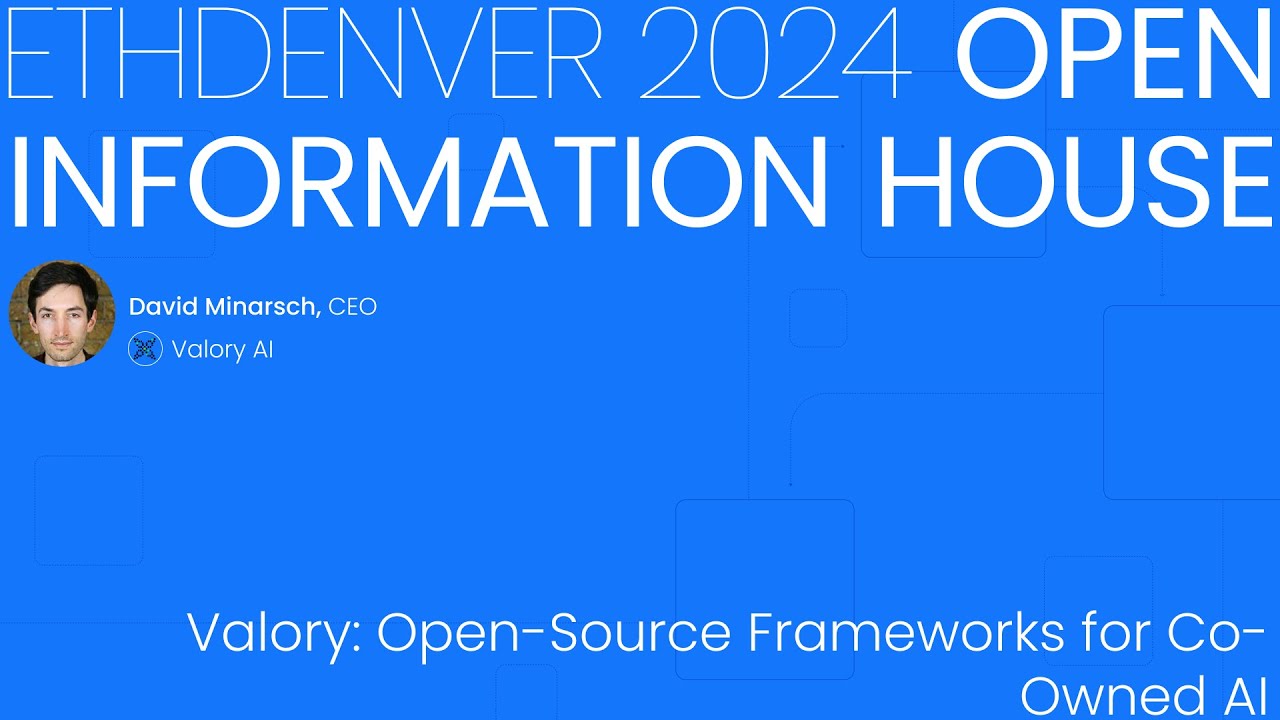 ETHDENVER 2024 OPEN
INFORMATION HOUSE
David Minarsch, CEO
Valory AI
Valory: Open-Source Frameworks for Co-
Owned AI